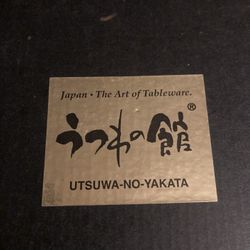 Japan • The Art of Tableware.
うつわの館®
UTSUWA-NO-YAKATA